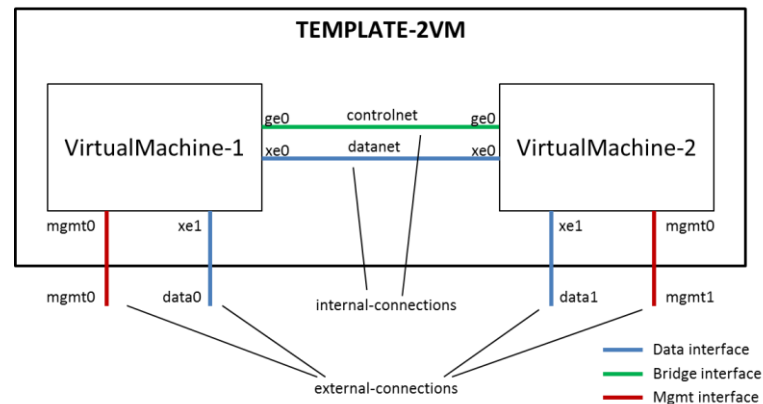 TEMPLATE-2VM
VirtualMachine-1
ge0 controlnet ge0
xe0 datanet xe0
VirtualMachine-2
mgmt0 xe1 xe1 mgmt0
mgmt0 data0 internal-connections data1 mgmt1
external-connections
Data interface
Bridge interface
Mgmt interface